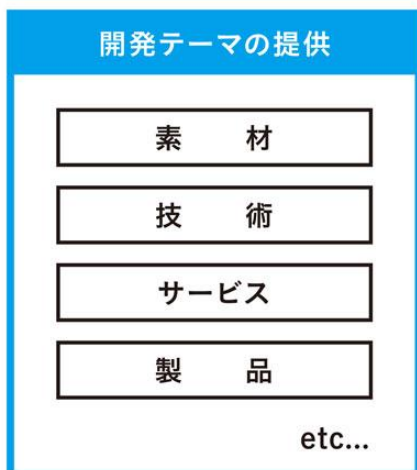 開発テーマの提供
素 材
技 術
サービス
製 品
etc...